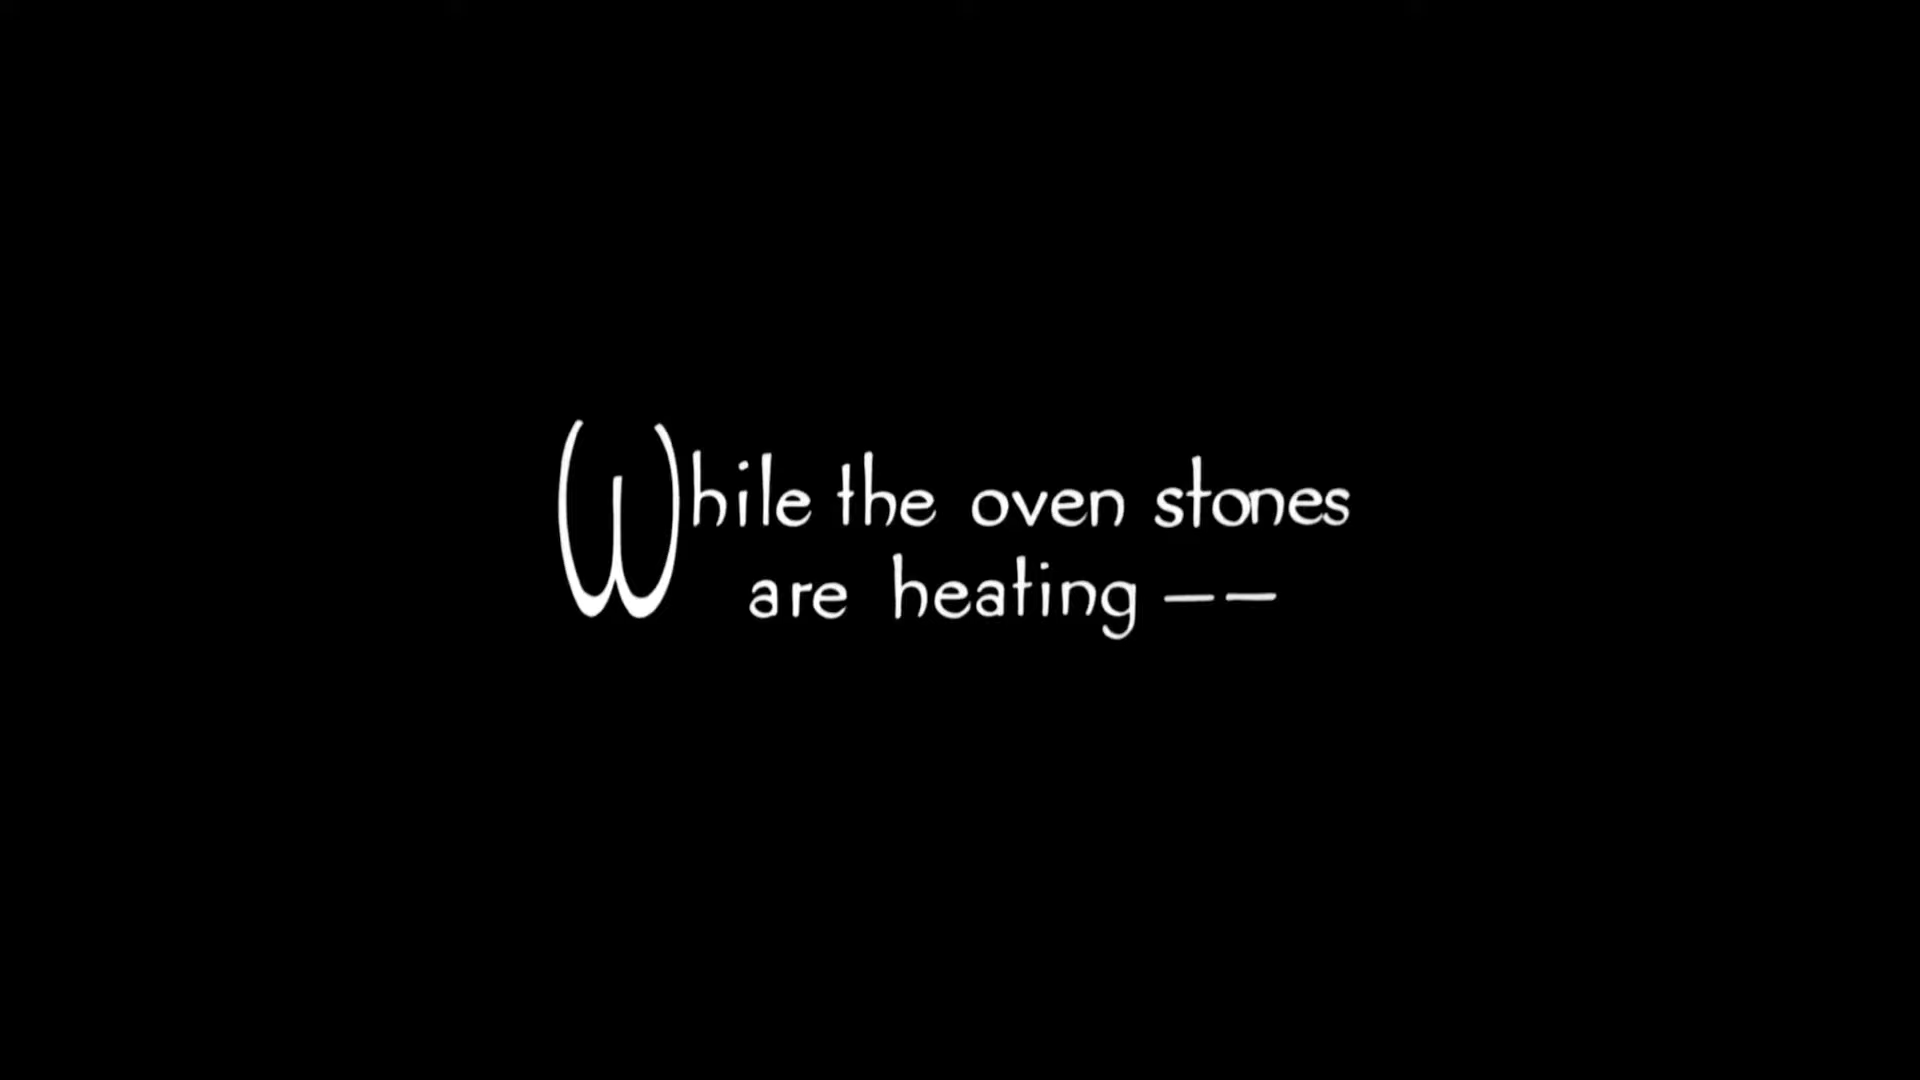 While the oven stones
are heating — —